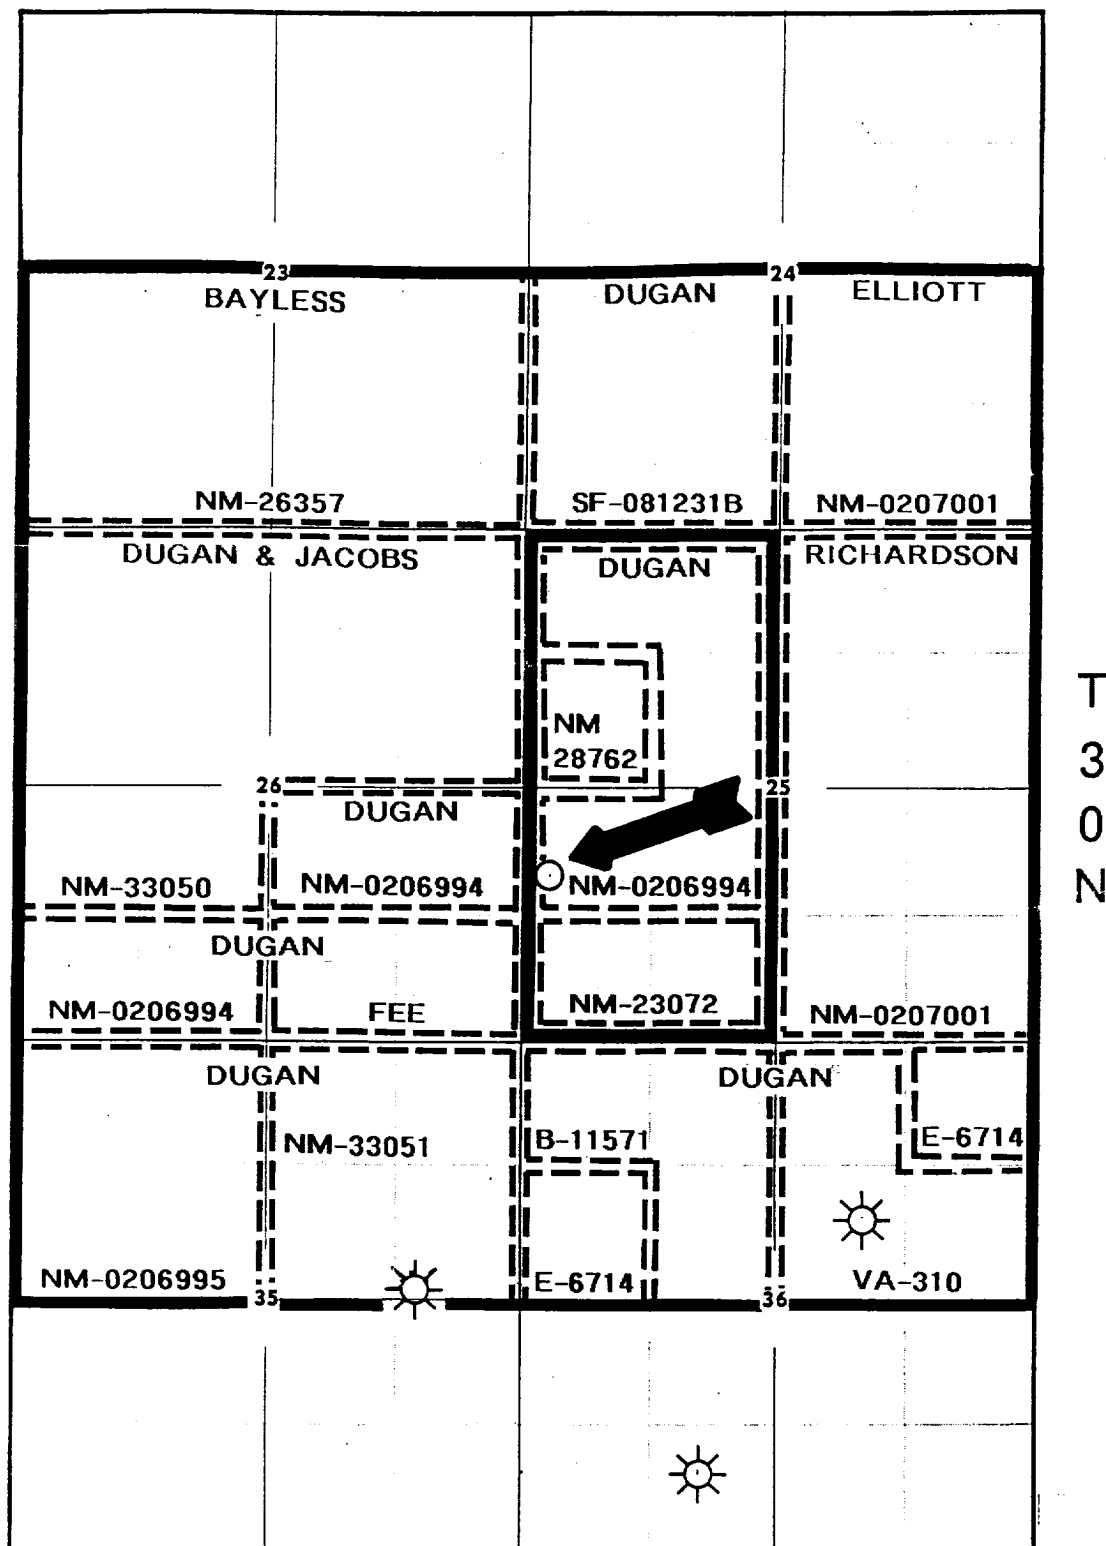 23
24
BAYLESS
DUGAN
ELLIOTT
NM-26357
SF-081231B
NM-0207001
DUGAN & JACOBS
DUGAN
RICHARDSON
NM
28762
T
3
0
N
26
25
DUGAN
NM-33050
NM-0206994
NM-0206994
DUGAN
NM-0206994
FEE
NM-23072
NM-0207001
DUGAN
DUGAN
NM-33051
B-11571
E-6714
NM-0206995
E-6714
VA-310
35
36